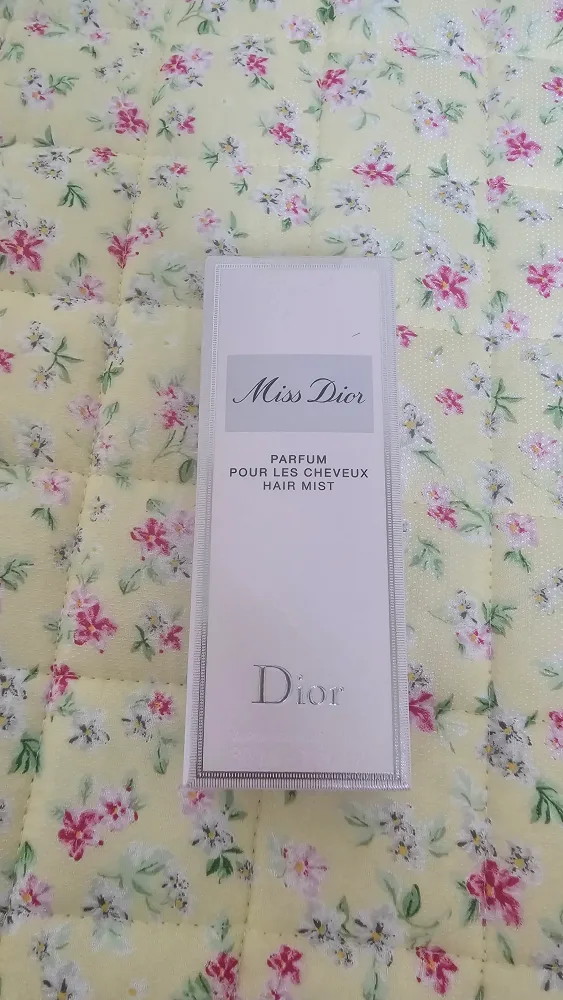 Miss Dior
PARFUM
POUR LES CHEVEUX
HAIR MIST
Dior